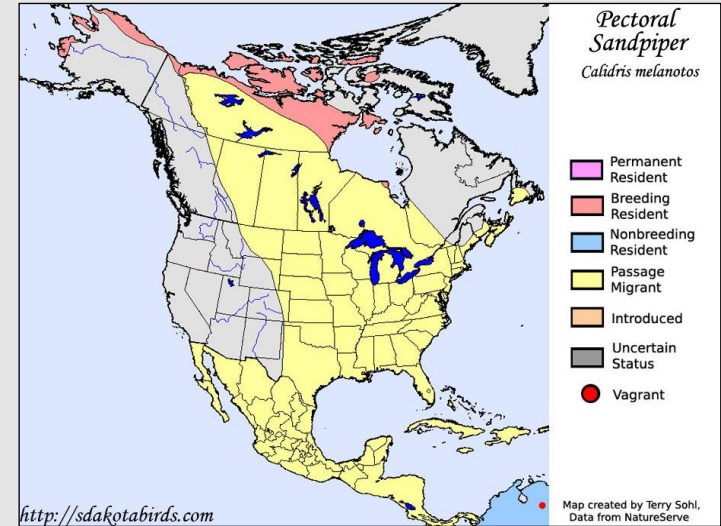 Pectoral
Sandpiper
Calidris melanotos
Permanent
Resident
Breeding
Resident
Nonbreeding
Resident
Passage
Migrant
Introduced
Uncertain
Status
Vagrant
http://sdakotabirds.com
Map created by Terry Sohl,
Data from NatureServe